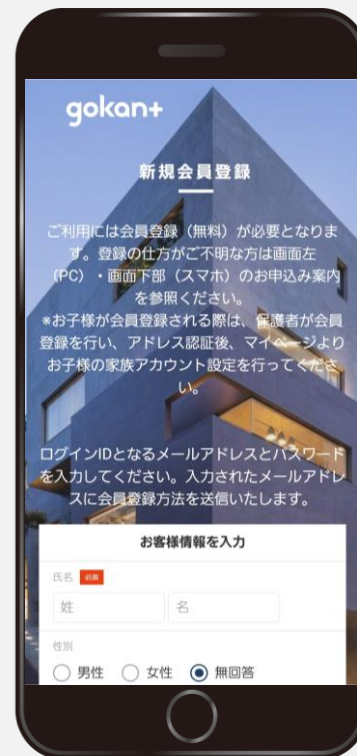 gokan+
新規会員登録
ご利用には会員登録（無料）が必要となりま
す。登録の仕方がご不明な方は画面左
（PC）・画面下部（スマホ）のお申込み案内
を参照ください。
*お子様が会員登録される際は、保護者が会員
登録を行い、アドレス認証後、マイページより
お子様の家族アカウント設定を行ってくださ
い。
ログインIDとなるメールアドレスとパスワード
を入力してください。入力されたメールアドレ
スに会員登録方法を送信いたします。
お客様情報を入力
氏名 必須
姓 名
性別
男性 女性 無回答